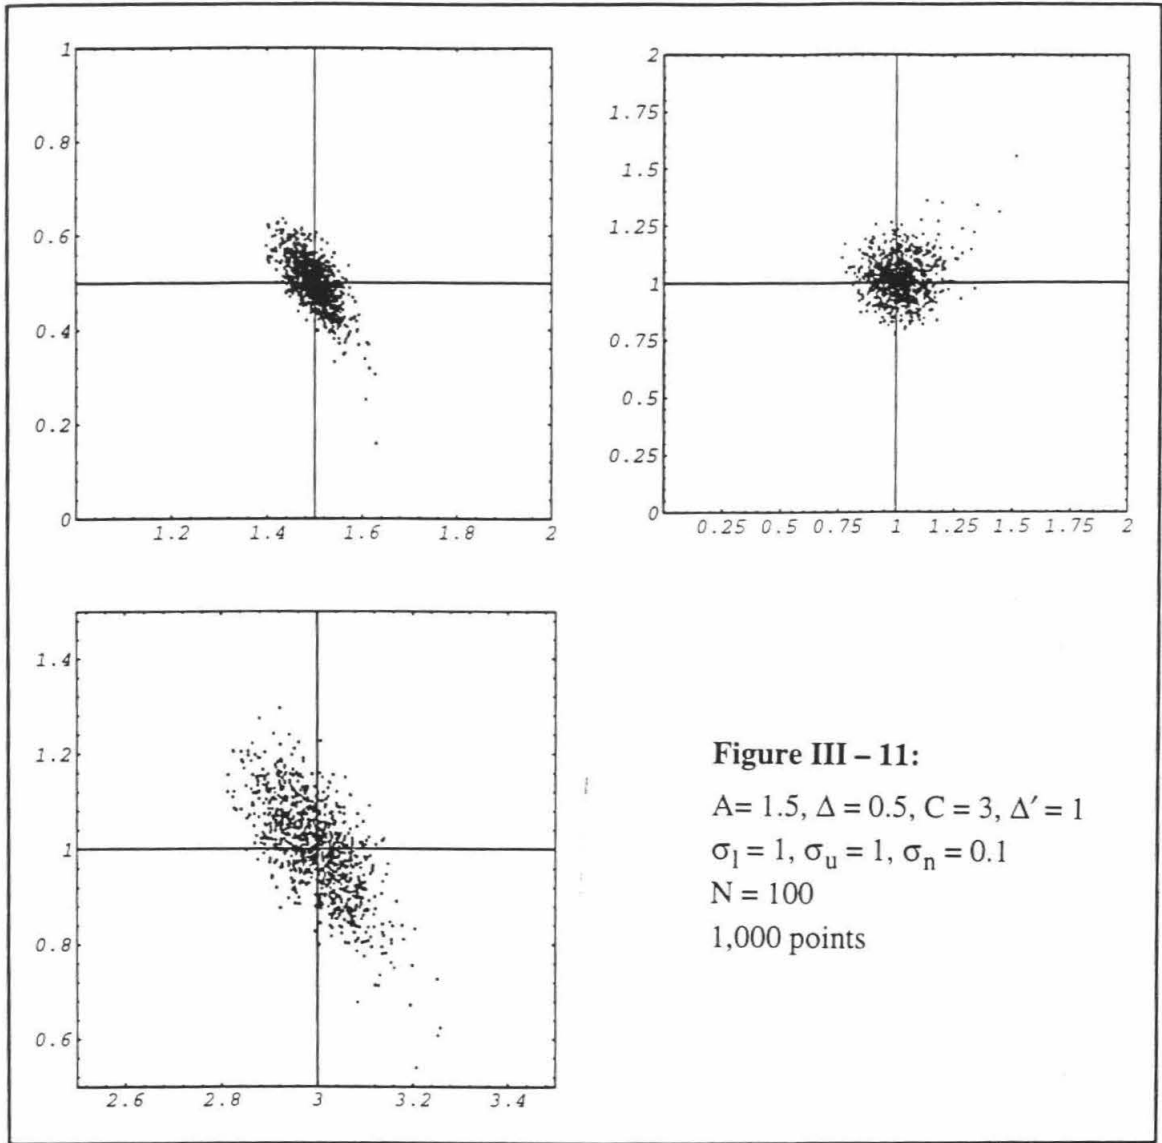 1
0.8
0.6
0.4
0.2
0
1.2 1.4 1.6 1.8 2
2
1.75
1.5
1.25
1
0.75
0.5
0.25
0
0.25 0.5 0.75 1 1.25 1.5 1.75 2
1.4
1.2
1
0.8
0.6
2.6 2.8 3 3.2 3.4
Figure III – 11:
A= 1.5, Δ = 0.5, C = 3, Δ′ = 1
σl = 1, σu = 1, σn = 0.1
N = 100
1,000 points